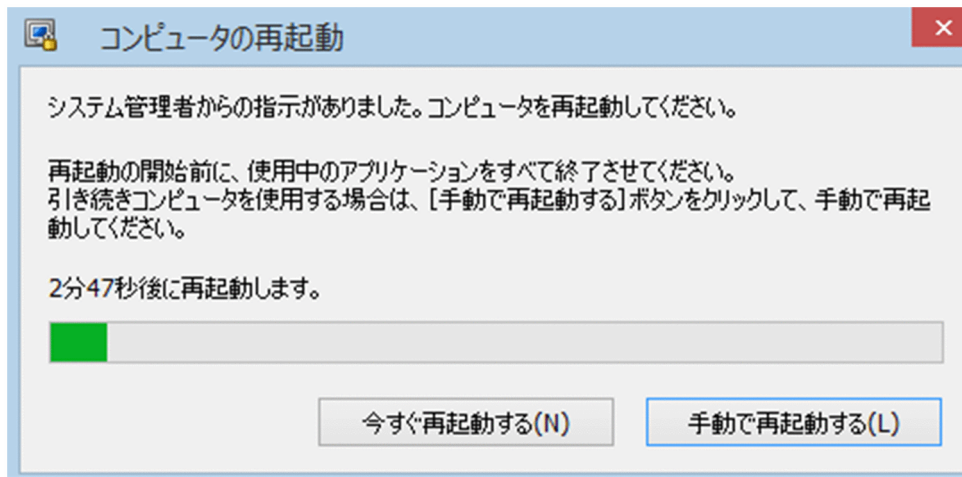 コンピュータの再起動
システム管理者からの指示がありました。コンピュータを再起動してください。
再起動の開始前に、使用中のアプリケーションをすべて終了させてください。
引き続きコンピュータを使用する場合は、[手動で再起動する]ボタンをクリックして、手動で再起
動してください。
2分47秒後に再起動します。
今すぐ再起動する(N)
手動で再起動する(L)